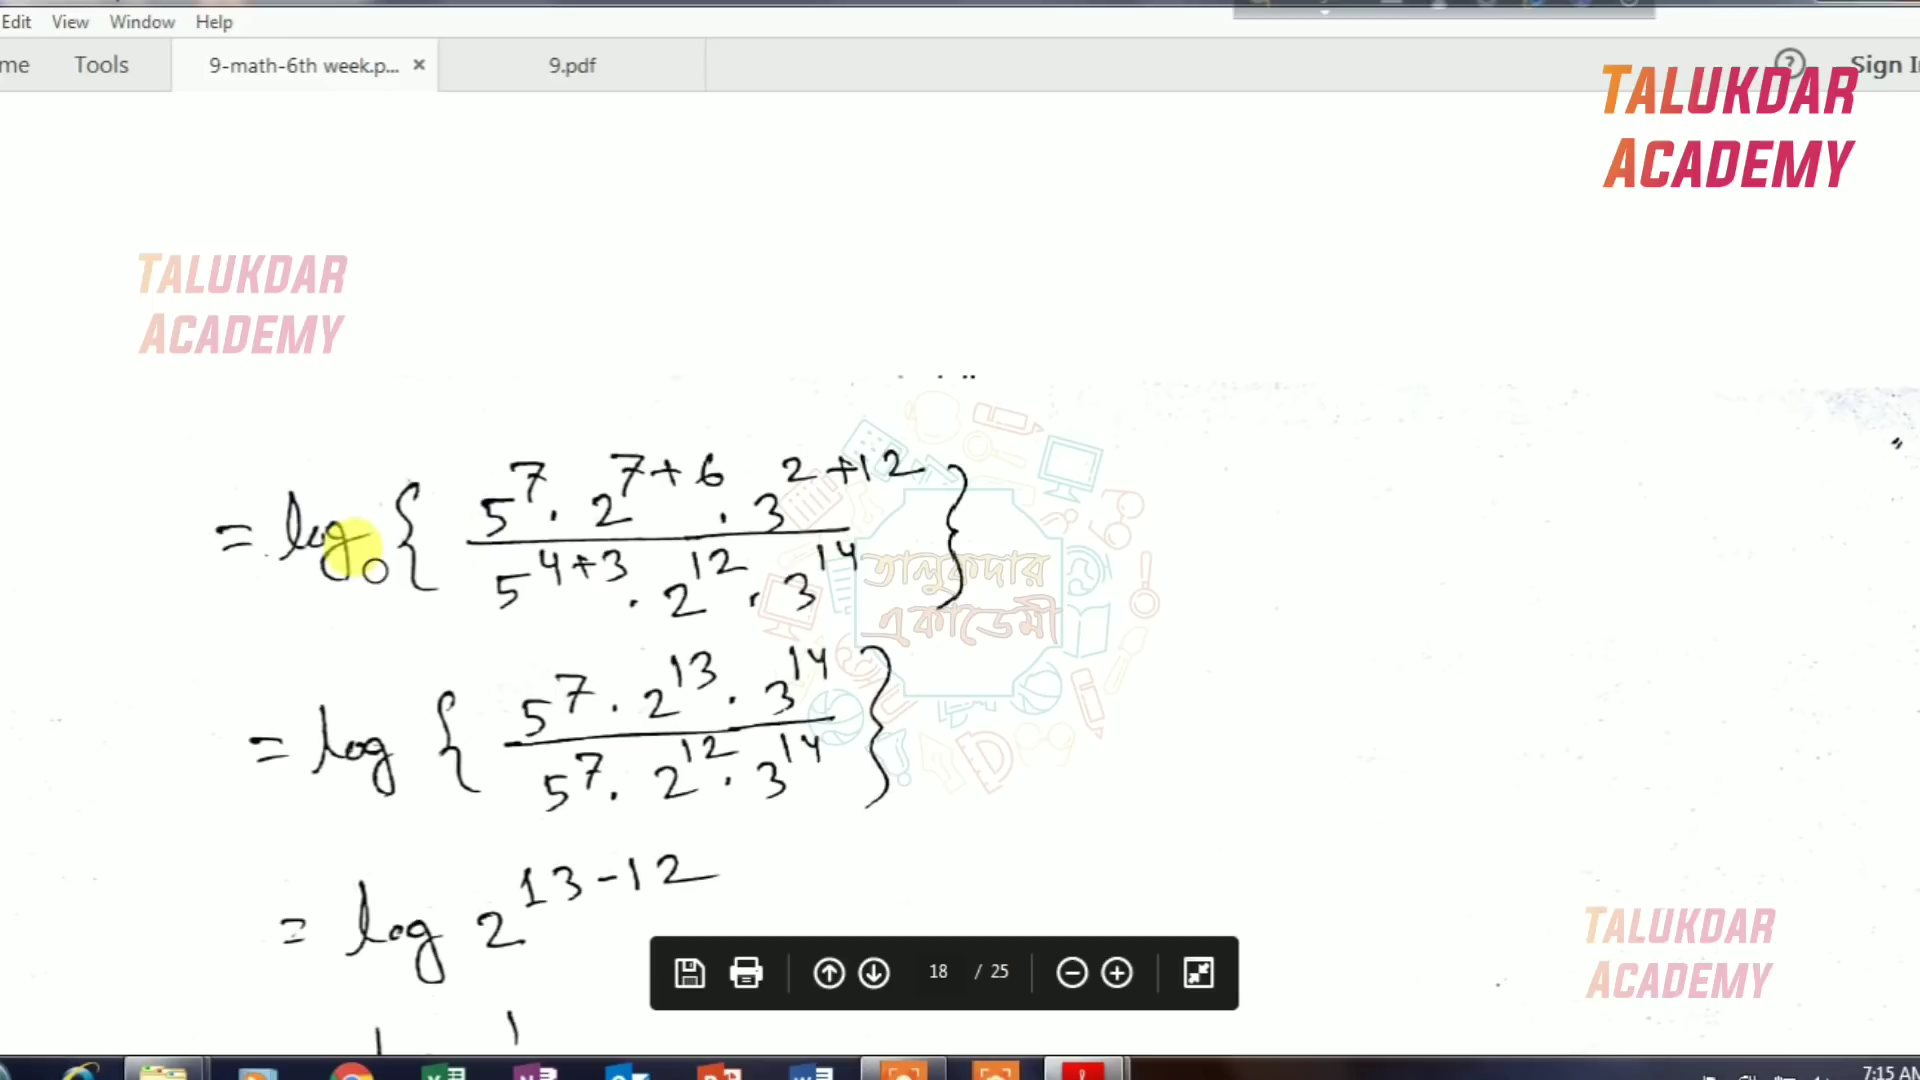 Edit View Window Help
me Tools 9-math-6th week.p... × 9.pdf ? Sign I
TALUKDAR
ACADEMY
TALUKDAR
ACADEMY
= log { 5^7 . 2^{7+6} . 3^{2+12} / 5^{4+3} . 2^{12} . 3^{14} }
তালুকদার
একাডেমী
= log { 5^7 . 2^{13} . 3^{14} / 5^7 . 2^{12} . 3^{14} }
= log 2^{13-12}
TALUKDAR
ACADEMY
18 / 25
7:15 AM